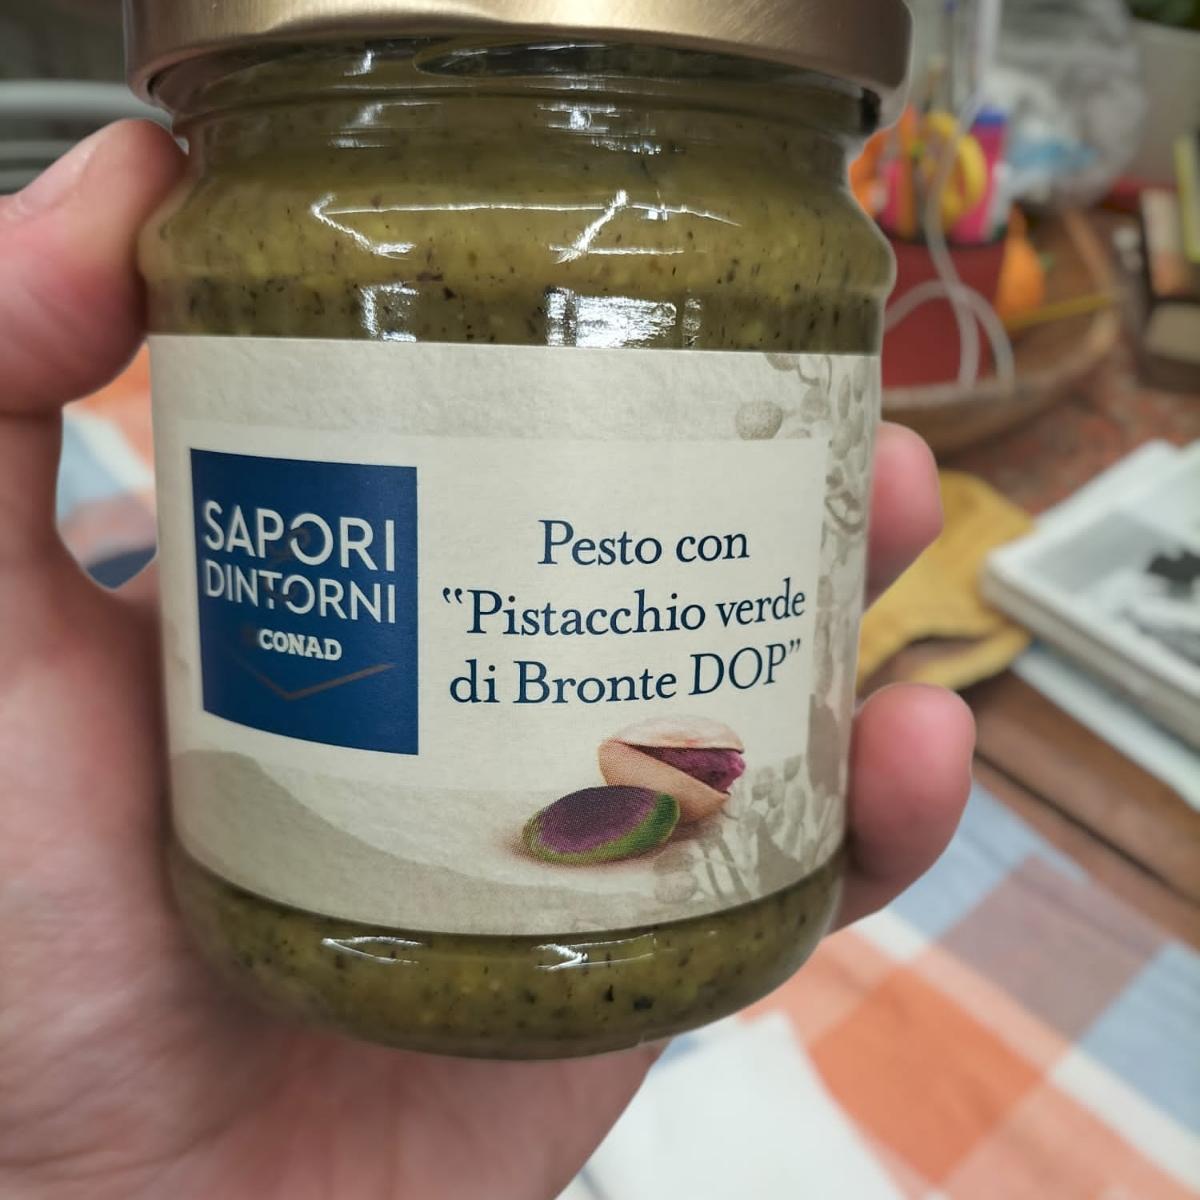 SAPORI
DINTORNI
CONAD
Pesto con
"Pistacchio verde
di Bronte DOP"